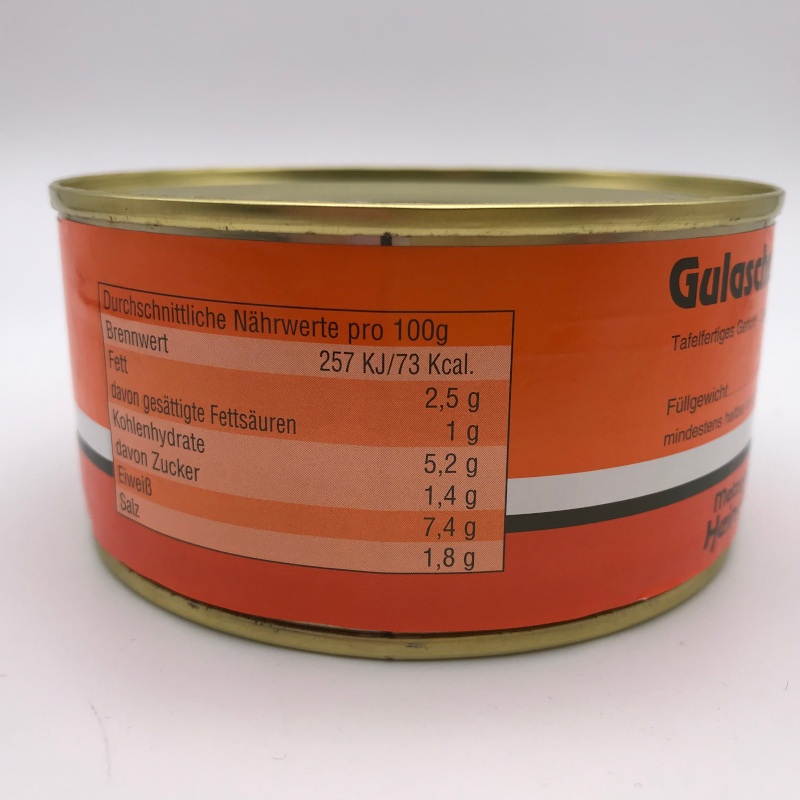 Durchschnittliche Nährwerte pro 100g
Brennwert 257 KJ/73 Kcal.
Fett 2,5 g
davon gesättigte Fettsäuren 1 g
Kohlenhydrate 5,2 g
davon Zucker 1,4 g
Eiweiß 7,4 g
Salz 1,8 g
Tafelfertiges
Füllgewicht
mindestens